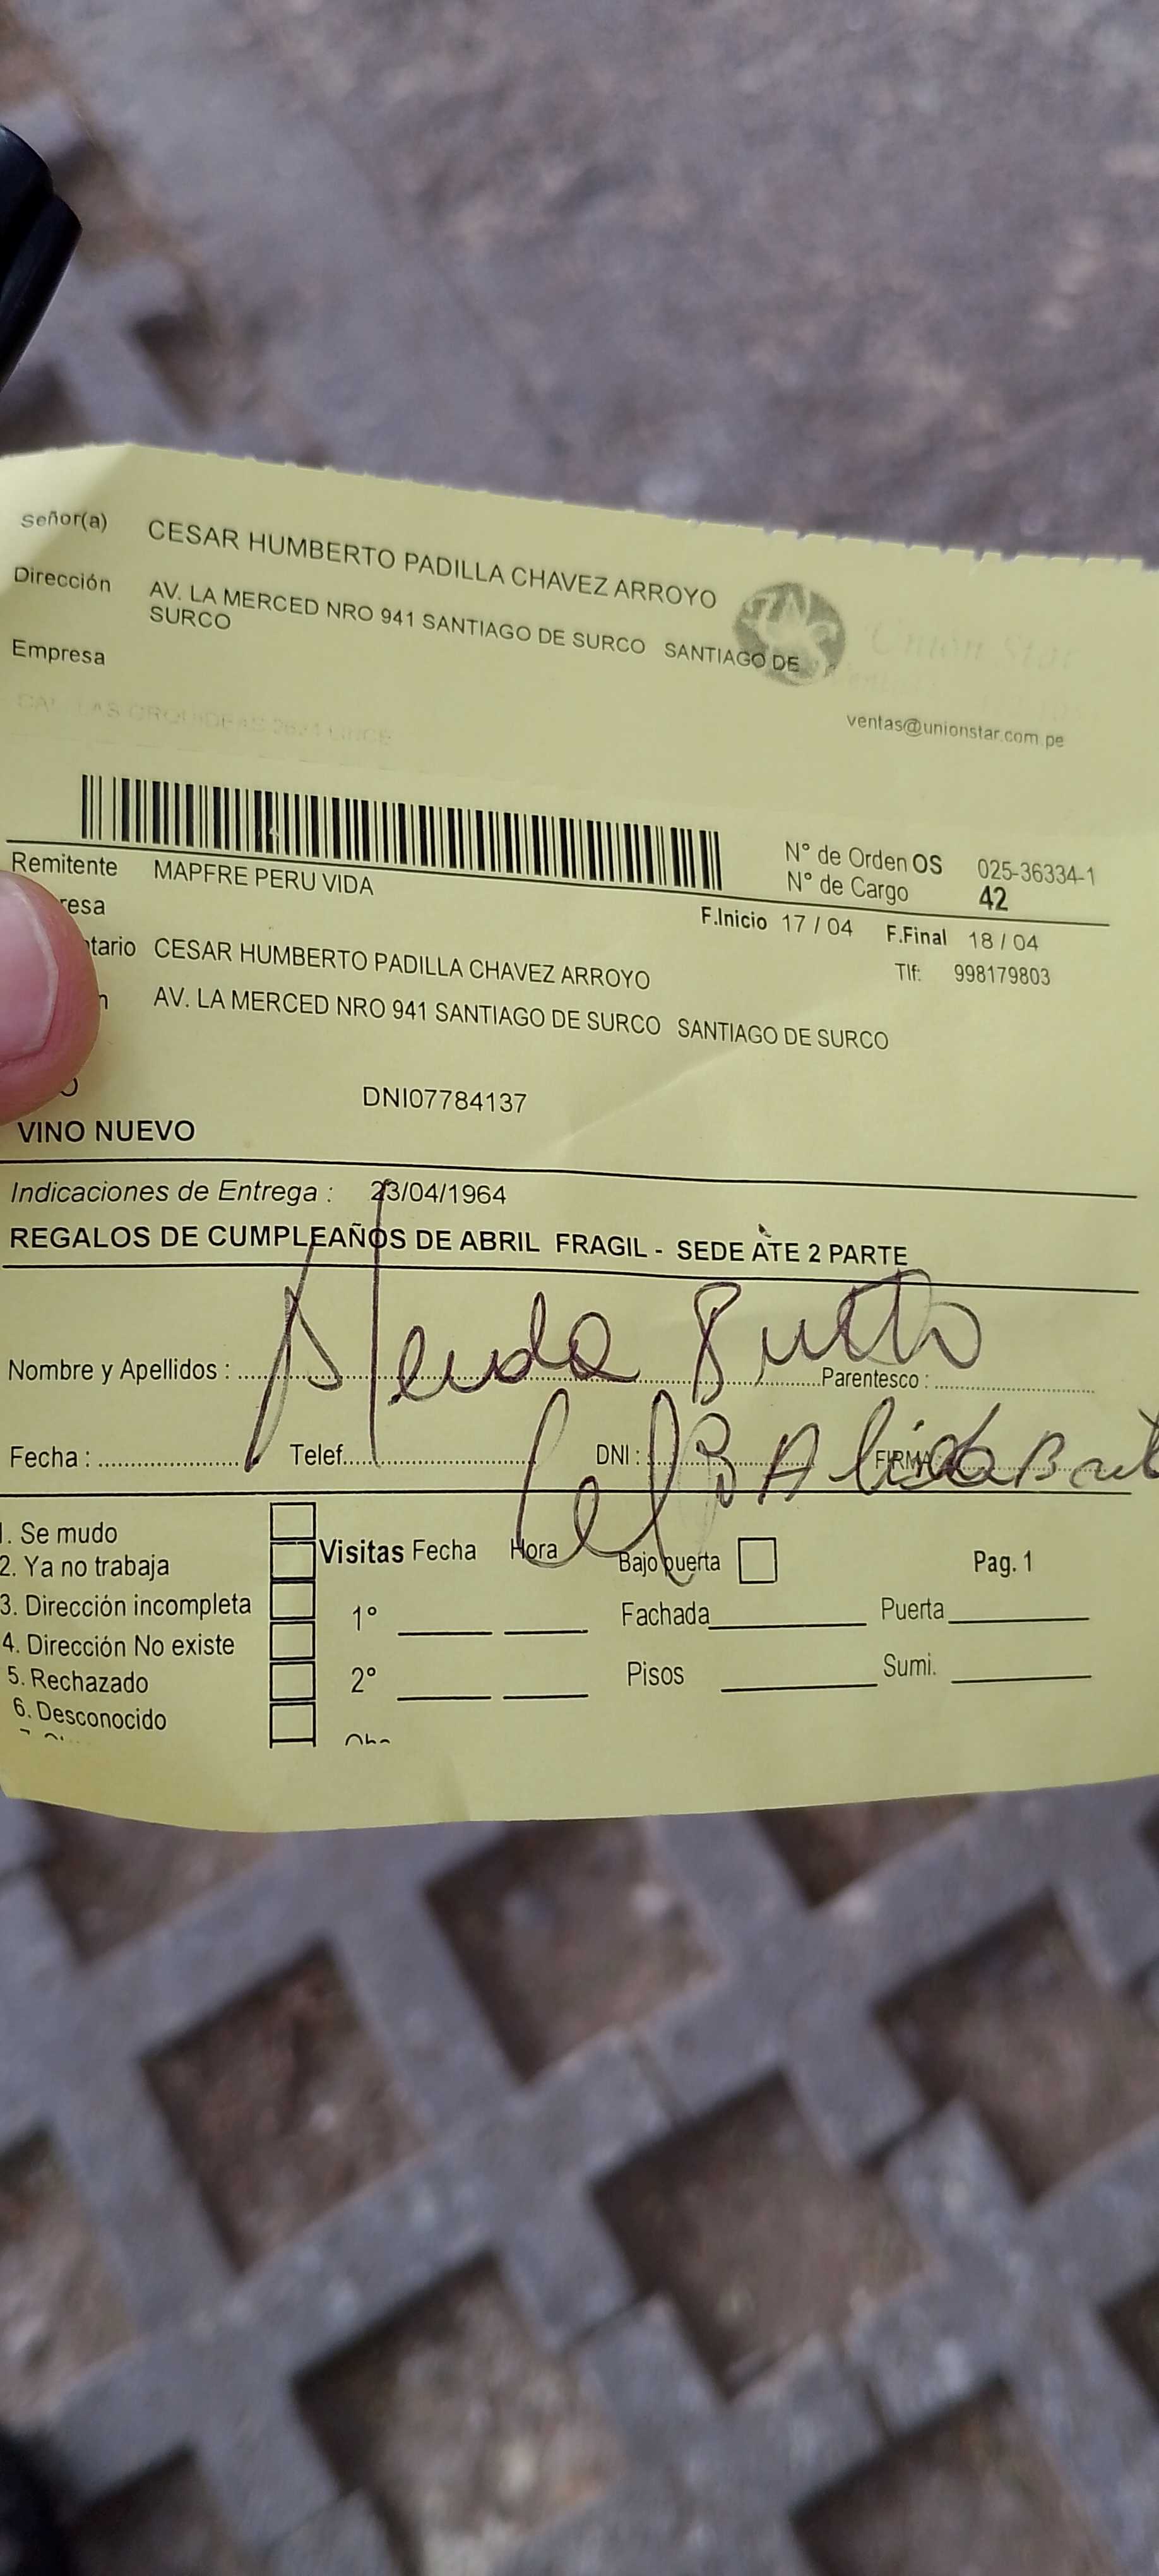 Señor(a) CESAR HUMBERTO PADILLA CHAVEZ ARROYO
Dirección AV. LA MERCED NRO 941 SANTIAGO DE SURCO SANTIAGO DE
SURCO
Empresa
Unión Star
ventas@unionstar.com.pe
N° de Orden OS 025-36334-1
Remitente MAPFRE PERU VIDA
N° de Cargo 42
resa
F.Inicio 17 / 04 F.Final 18 / 04
tario CESAR HUMBERTO PADILLA CHAVEZ ARROYO
Tlf: 998179803
n AV. LA MERCED NRO 941 SANTIAGO DE SURCO SANTIAGO DE SURCO
O DNI07784137
VINO NUEVO
Indicaciones de Entrega : 23/04/1964
REGALOS DE CUMPLEAÑOS DE ABRIL FRAGIL - SEDE ATE 2 PARTE
Nombre y Apellidos : Parentesco :
Fecha : Telef. DNI : FIRMA
1. Se mudo
2. Ya no trabaja
Visitas Fecha Hora Bajo puerta Pag. 1
3. Dirección incompleta
1° Fachada Puerta
4. Dirección No existe
5. Rechazado
2° Pisos Sumi.
6. Desconocido